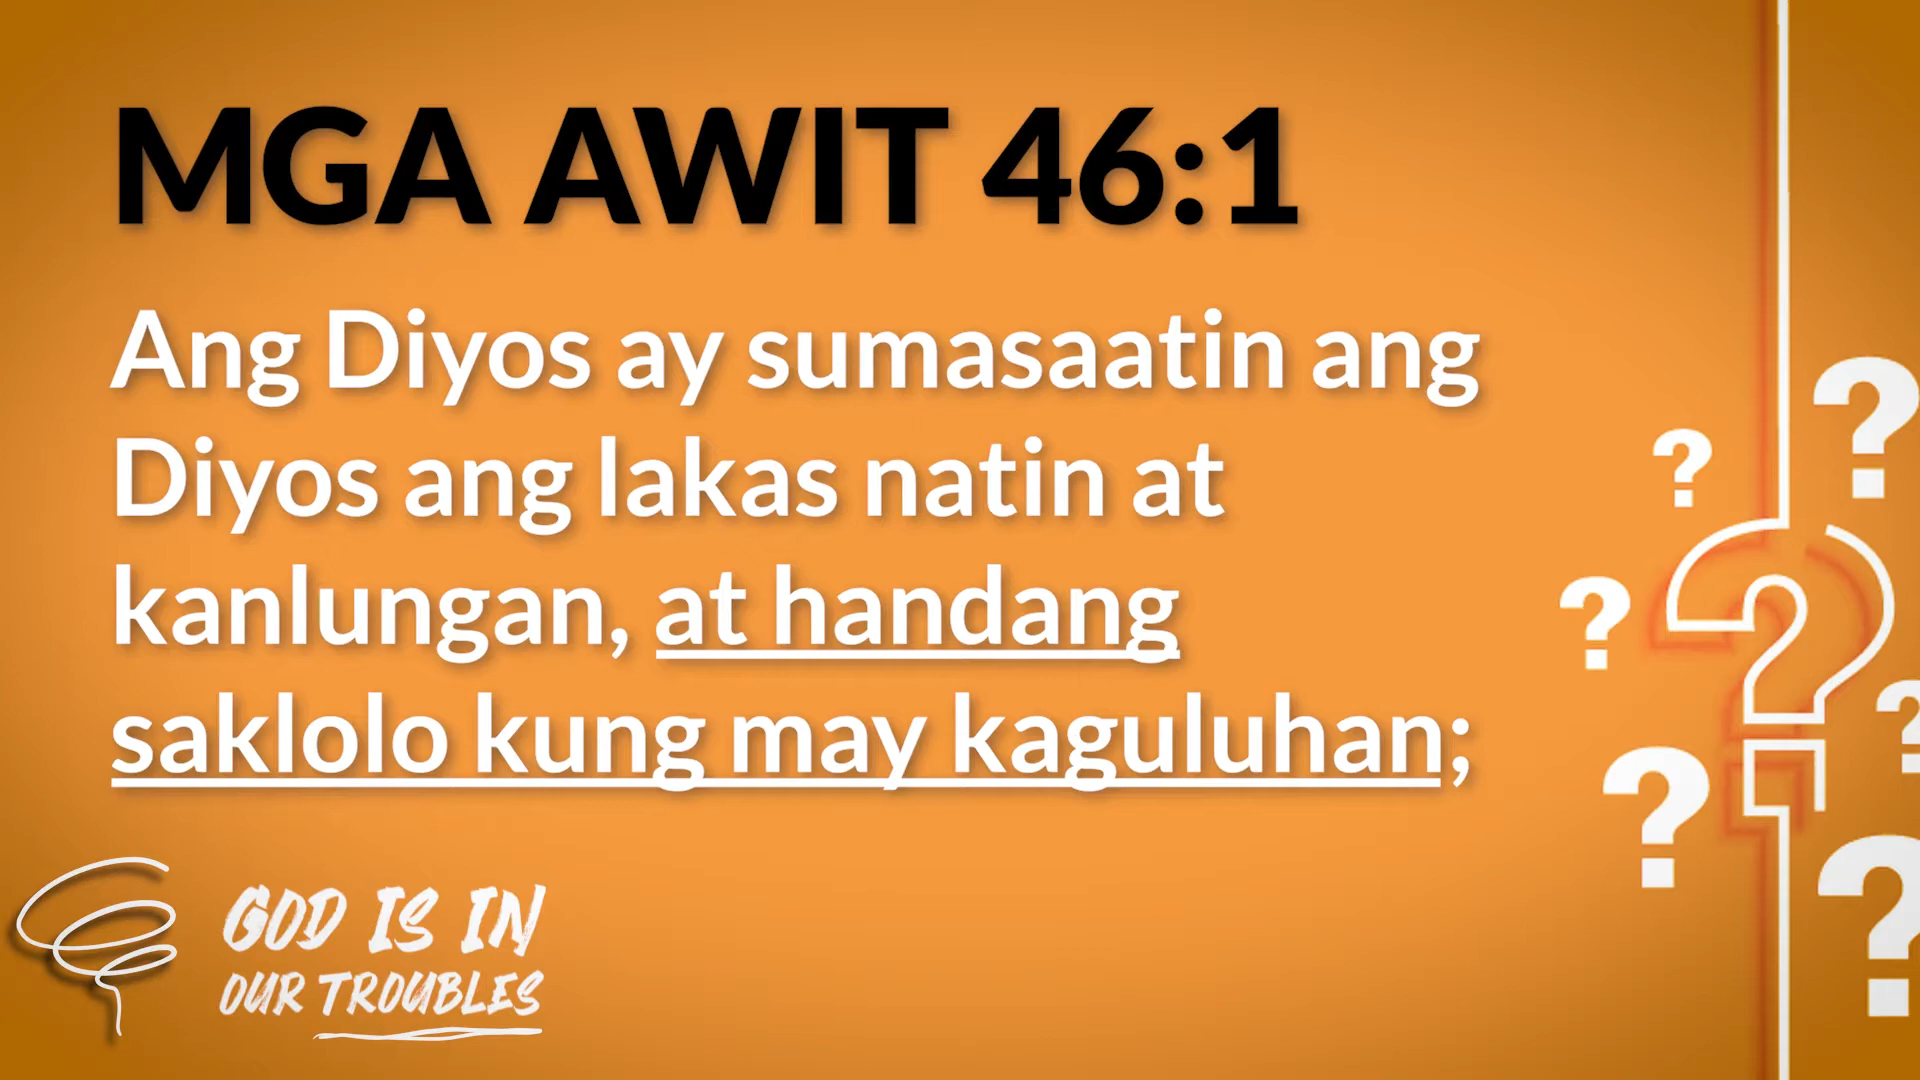 MGA AWIT 46:1
Ang Diyos ay sumasaatin ang
Diyos ang lakas natin at
kanlungan, at handang
saklolo kung may kaguluhan;
GOD IS IN
OUR TROUBLES
?
?
?
?
?
?
?